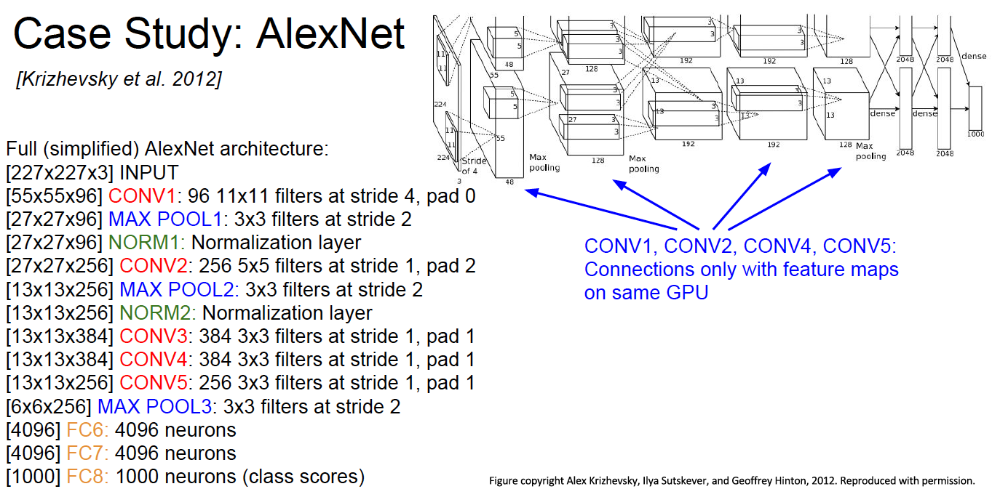 Case Study: AlexNet
[Krizhevsky et al. 2012]
Full (simplified) AlexNet architecture:
[227x227x3] INPUT
[55x55x96] CONV1: 96 11x11 filters at stride 4, pad 0
[27x27x96] MAX POOL1: 3x3 filters at stride 2
[27x27x96] NORM1: Normalization layer
[27x27x256] CONV2: 256 5x5 filters at stride 1, pad 2
[13x13x256] MAX POOL2: 3x3 filters at stride 2
[13x13x256] NORM2: Normalization layer
[13x13x384] CONV3: 384 3x3 filters at stride 1, pad 1
[13x13x384] CONV4: 384 3x3 filters at stride 1, pad 1
[13x13x256] CONV5: 256 3x3 filters at stride 1, pad 1
[6x6x256] MAX POOL3: 3x3 filters at stride 2
[4096] FC6: 4096 neurons
[4096] FC7: 4096 neurons
[1000] FC8: 1000 neurons (class scores)
11
11
5
5
48
3
3
128
3
3
192
3
3
192
128
2048
2048
dense
224
55
5
5
27
3
3
13
13
3
3
13
13
3
3
13
13
dense
dense
1000
11
11
224
3
Stride
of 4
55
48
Max
pooling
27
3
3
128
Max
pooling
192
192
128
Max
pooling
2048
2048
CONV1, CONV2, CONV4, CONV5:
Connections only with feature maps
on same GPU
Figure copyright Alex Krizhevsky, Ilya Sutskever, and Geoffrey Hinton, 2012. Reproduced with permission.